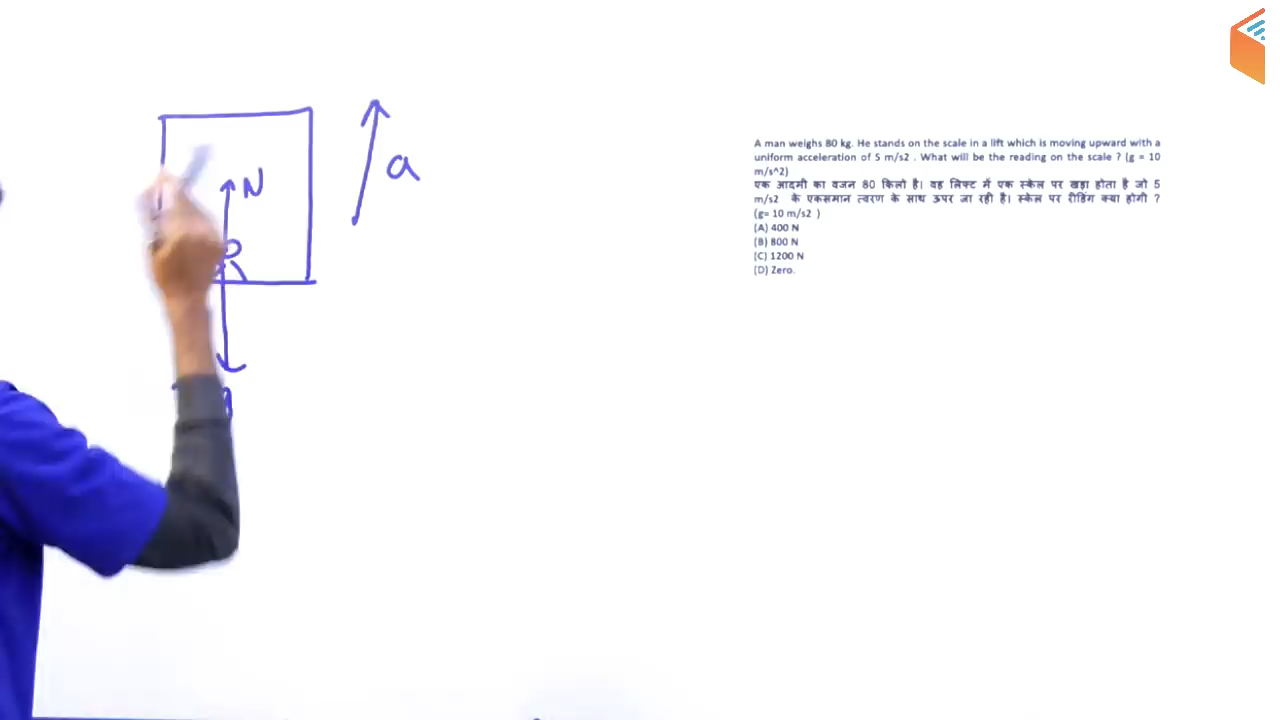 N
a
A man weighs 80 kg. He stands on the scale in a lift which is moving upward with a
uniform acceleration of 5 m/s2 . What will be the reading on the scale ? (g = 10
m/s^2)
एक आदमी का वजन 80 किलो है। वह लिफ्ट में एक स्केल पर खड़ा होता है जो 5
m/s2 के एकसमान त्वरण के साथ ऊपर जा रही है। स्केल पर रीडिंग क्या होगी ?
(g= 10 m/s2 )
(A) 400 N
(B) 800 N
(C) 1200 N
(D) Zero.